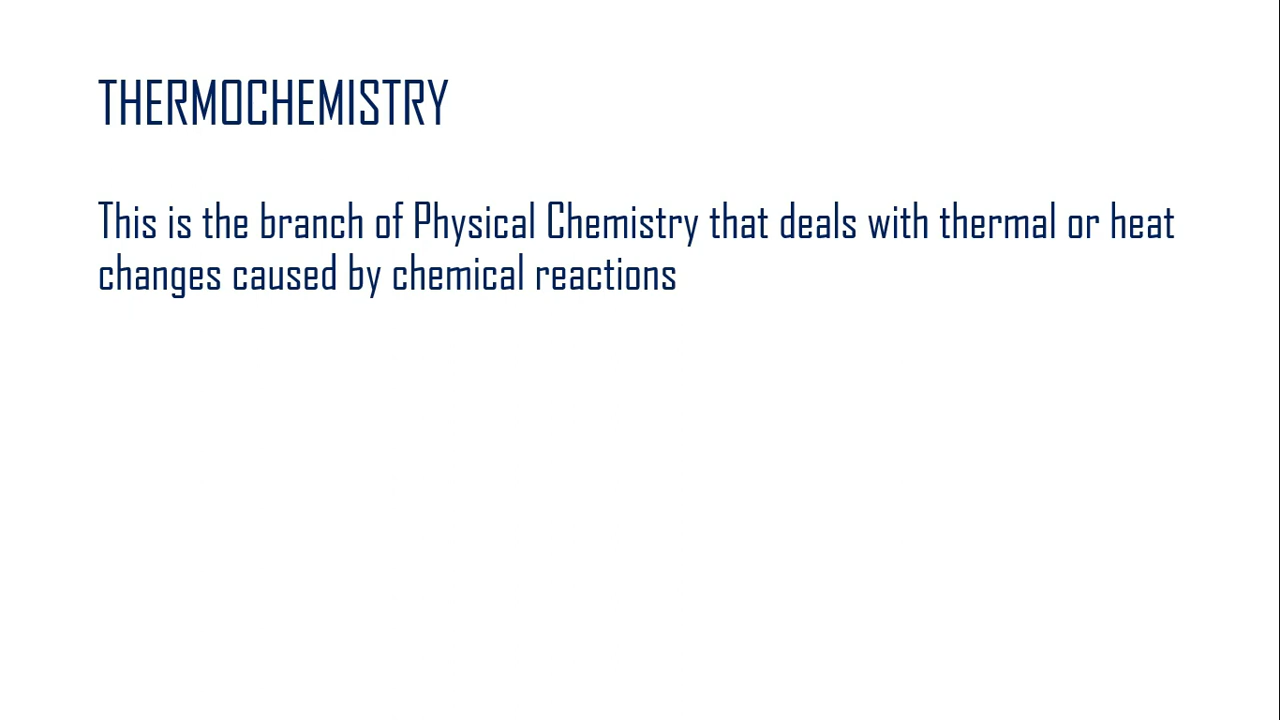 THERMOCHEMISTRY
This is the branch of Physical Chemistry that deals with thermal or heat
changes caused by chemical reactions